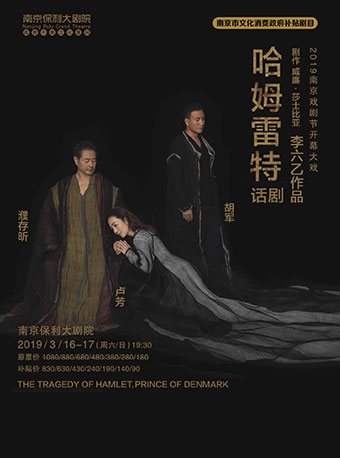 南京保利大剧院
Nanjing Poly Grand Theatre
南京市文化消费政府补贴剧目
2019南京戏剧节开幕大戏
剧作 威廉·莎士比亚 李六乙作品
哈姆雷特
话剧
胡军
濮存昕
卢芳
南京保利大剧院
2019 / 3 / 16-17 (周六/日) 19:30
原票价 1080/880/680/480/380/280/180
补贴价 830/630/430/240/190/140/90
THE TRAGEDY OF HAMLET,PRINCE OF DENMARK